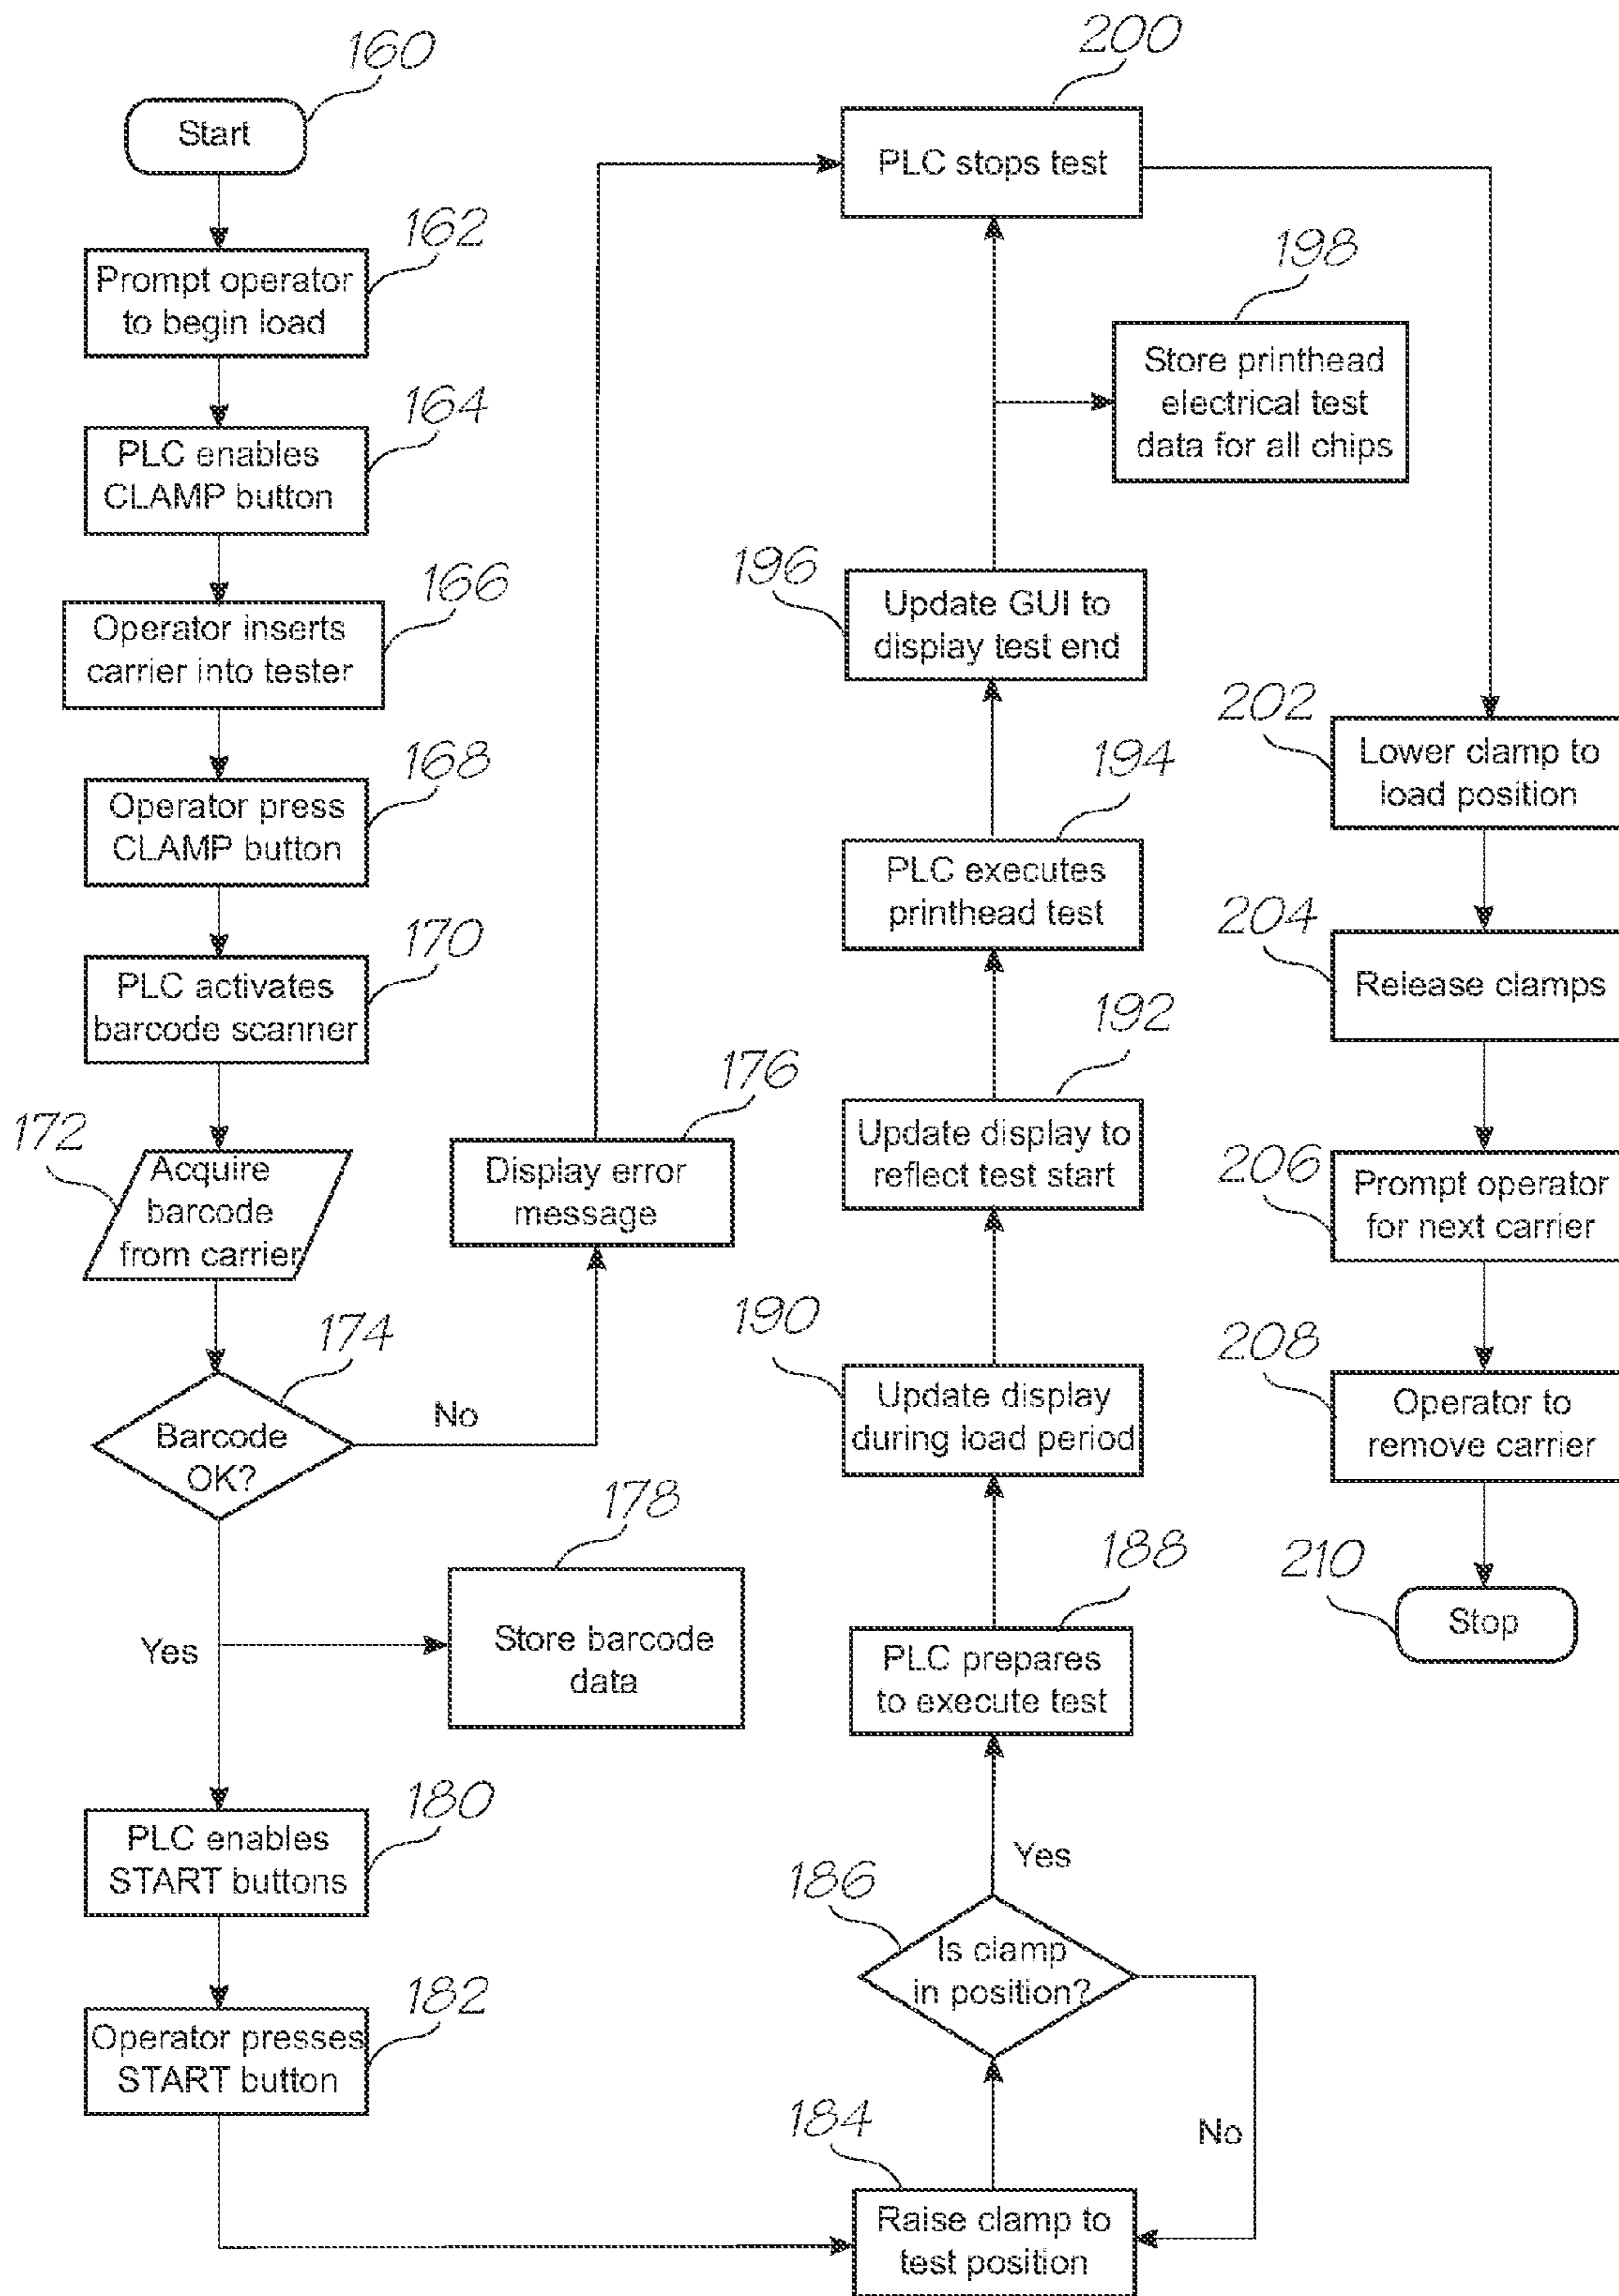 160
Start
162
Prompt operator
to begin load
164
PLC enables
CLAMP button
166
Operator inserts
carrier into tester
168
Operator press
CLAMP button
170
PLC activates
barcode scanner
172
Acquire
barcode
from carrier
174
Barcode
OK?
No
176
Display error
message
Yes
178
Store barcode
data
180
PLC enables
START buttons
182
Operator presses
START button
184
Raise clamp to
test position
186
Is clamp
in position?
No
Yes
188
PLC prepares
to execute test
190
Update display
during load period
192
Update display to
reflect test start
194
PLC executes
printhead test
196
Update GUI to
display test end
198
Store printhead
electrical test
data for all chips
200
PLC stops test
202
Lower clamp to
load position
204
Release clamps
206
Prompt operator
for next carrier
208
Operator to
remove carrier
210
Stop